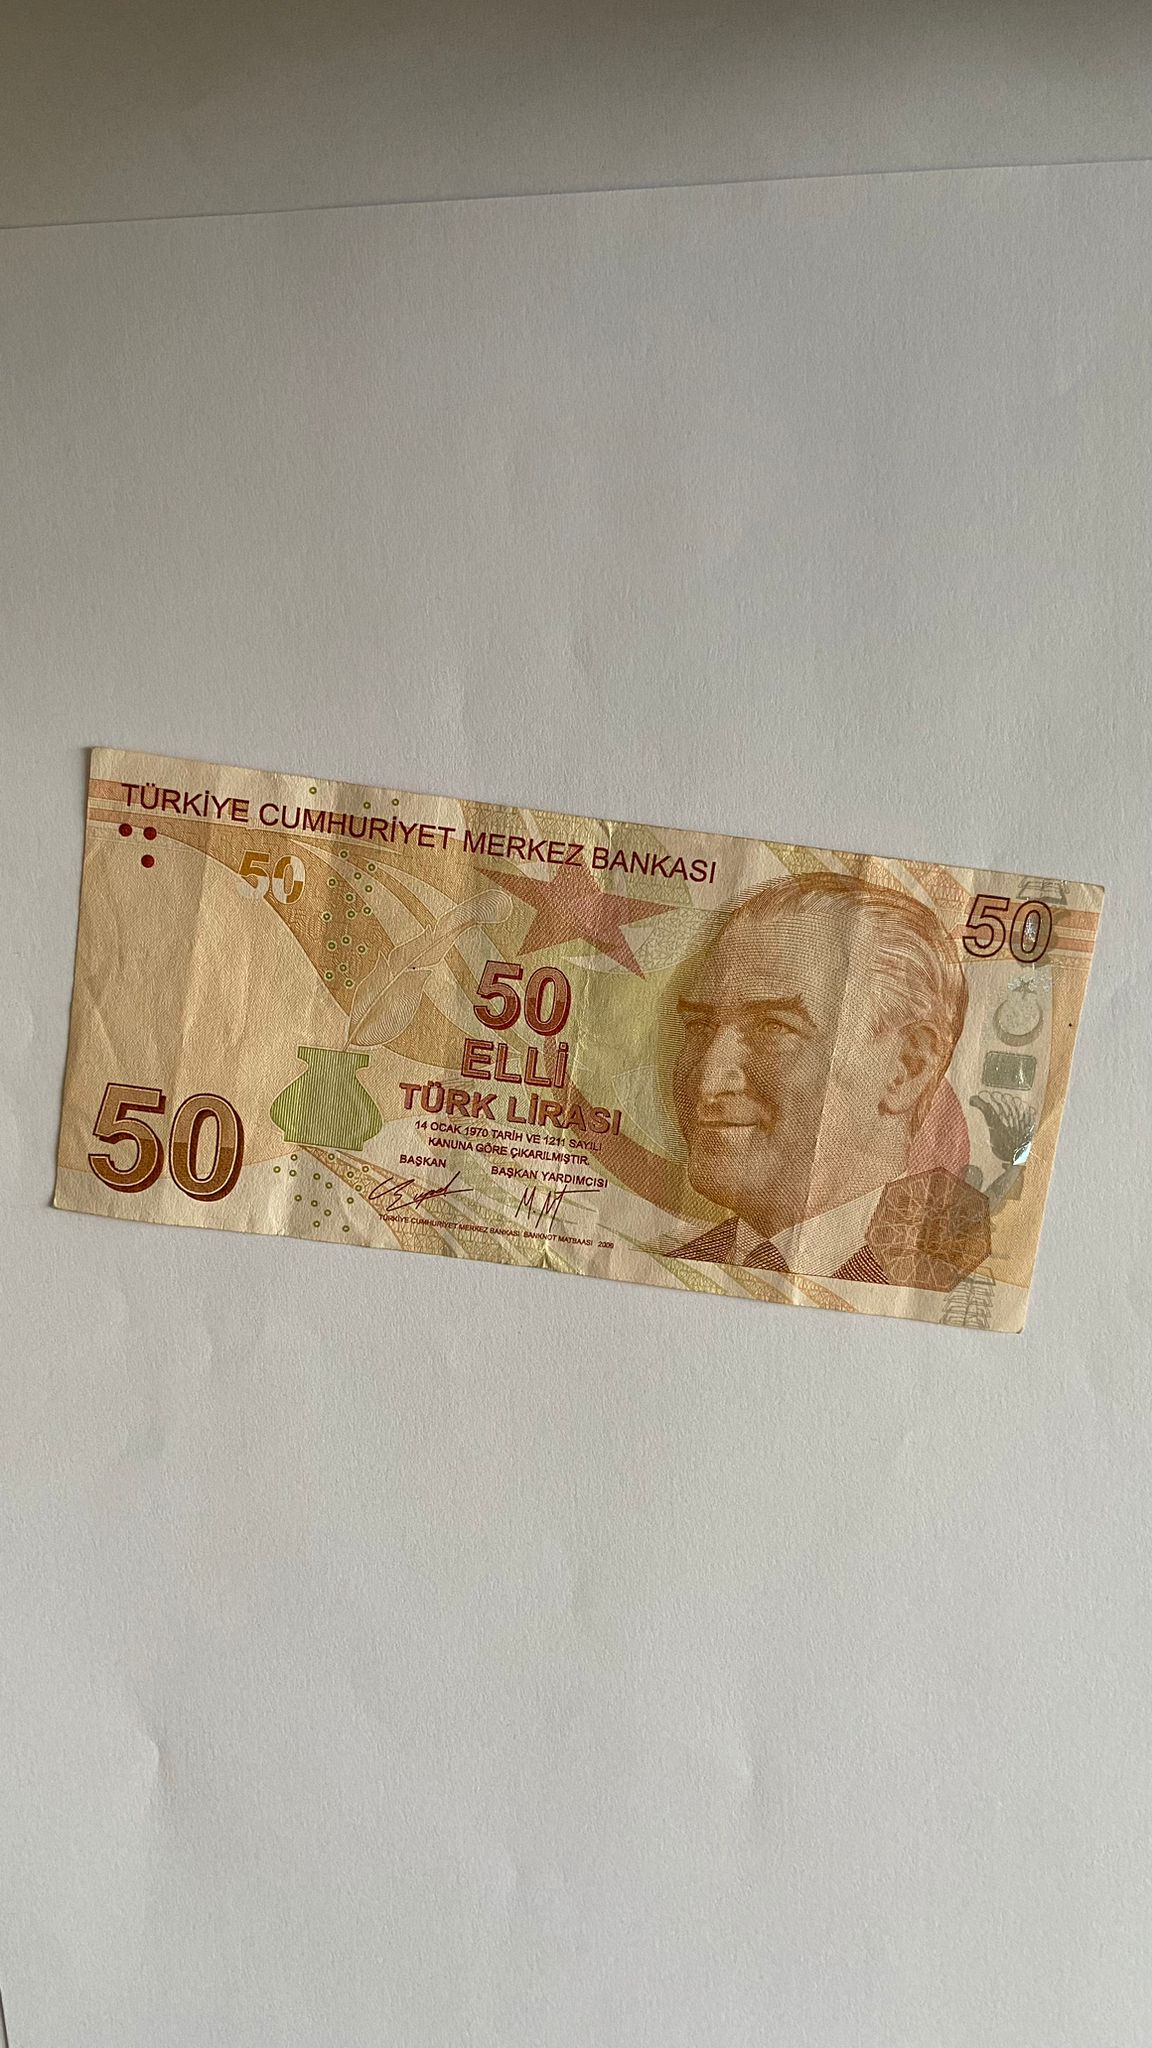 TÜRKİYE CUMHURİYET MERKEZ BANKASI
50
50
50
ELLİ
TÜRK LİRASI
14 OCAK 1970 TARİH VE 1211 SAYILI
KANUNA GÖRE ÇIKARILMIŞTIR.
BAŞKAN BAŞKAN YARDIMCISI
TÜRKİYE CUMHURİYET MERKEZ BANKASI BANKNOT MATBAASI 2009
50